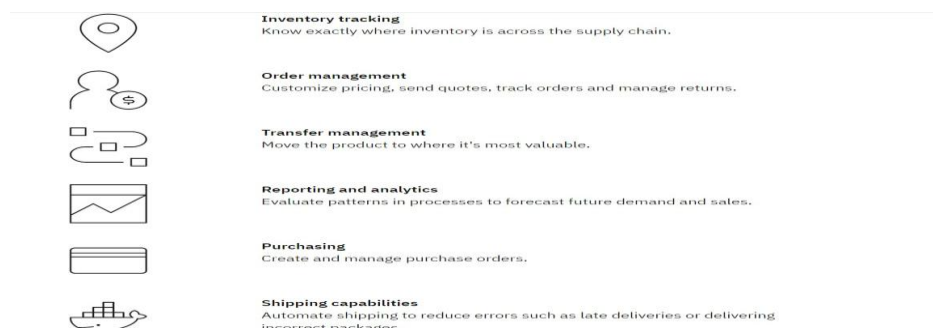 Inventory tracking
Know exactly where inventory is across the supply chain.
Order management
Customize pricing, send quotes, track orders and manage returns.
Transfer management
Move the product to where it's most valuable.
Reporting and analytics
Evaluate patterns in processes to forecast future demand and sales.
Purchasing
Create and manage purchase orders.
Shipping capabilities
Automate shipping to reduce errors such as late deliveries or delivering
incorrect packages.